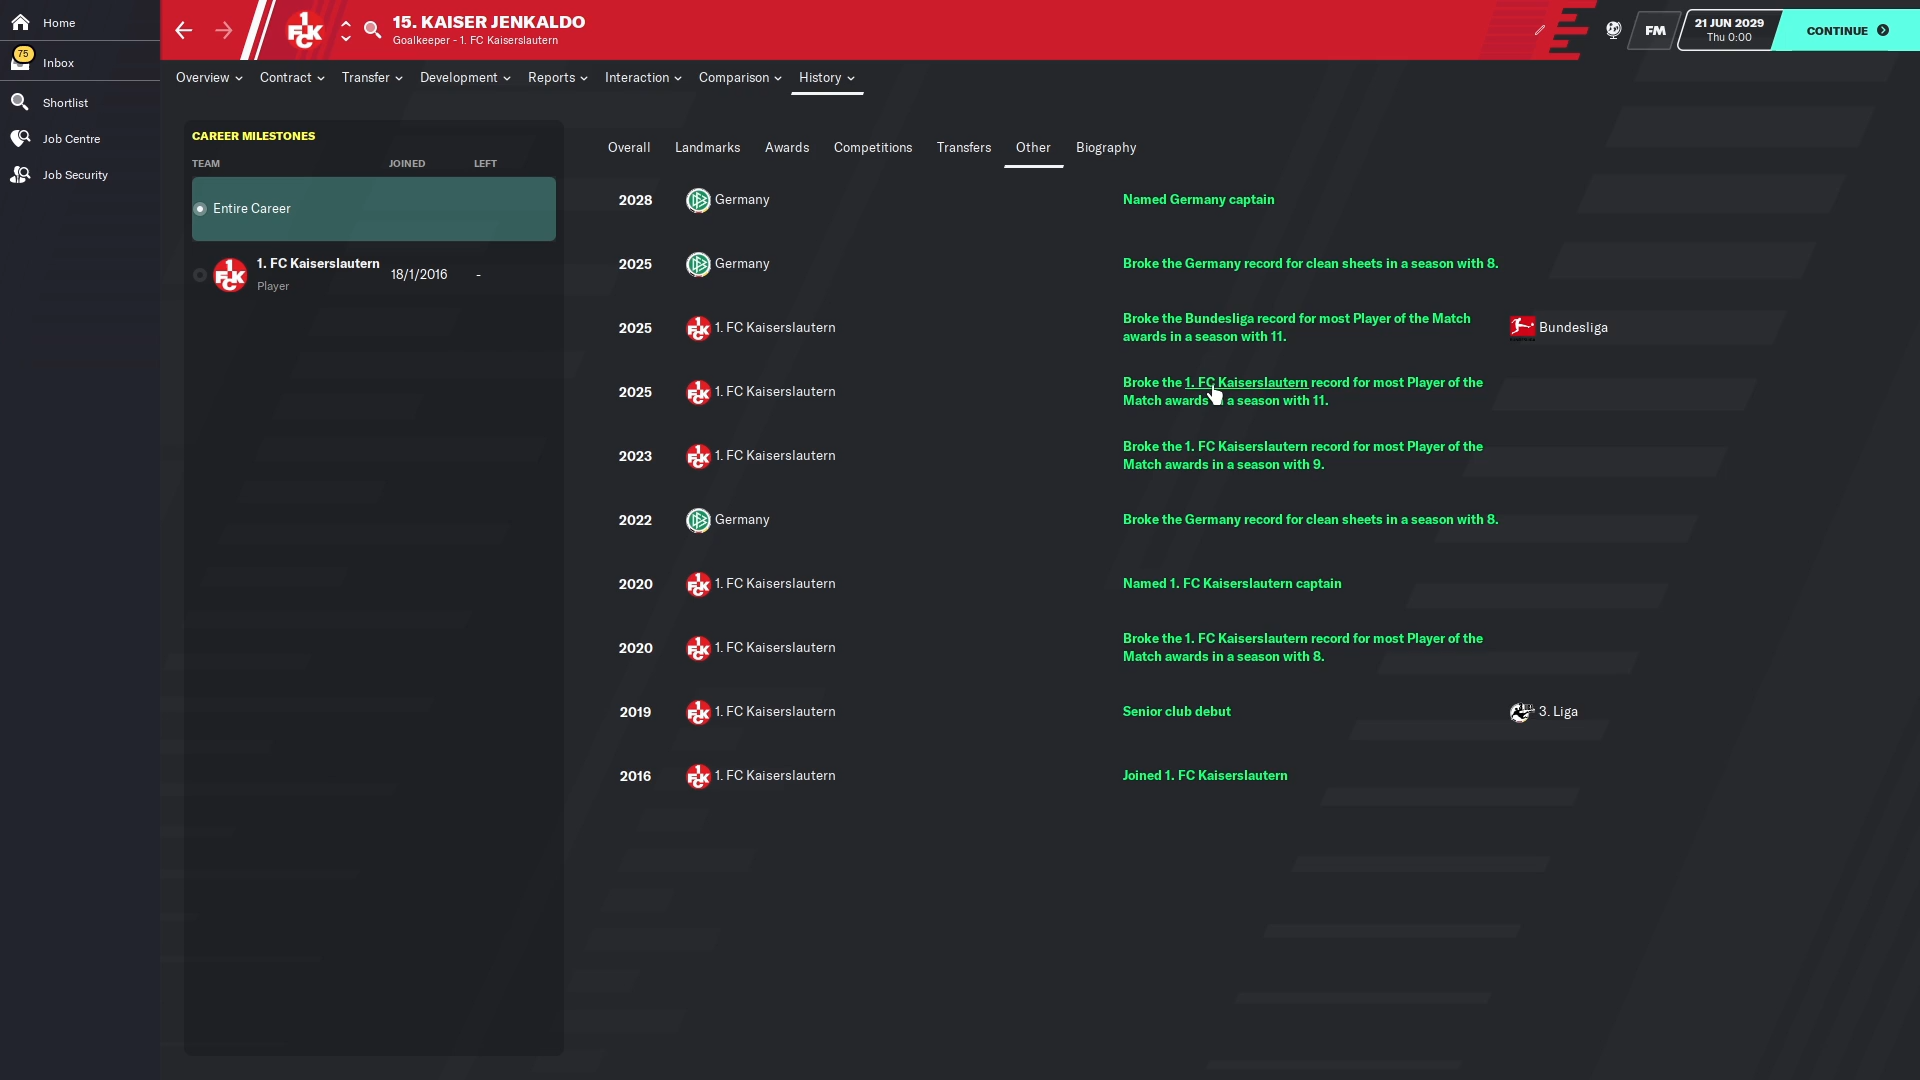 Home
75
Inbox
Shortlist
Job Centre
Job Security
15. KAISER JENKALDO
Goalkeeper - 1. FC Kaiserslautern
FM
21 JUN 2029
Thu 0:00
CONTINUE
Overview
Contract
Transfer
Development
Reports
Interaction
Comparison
History
CAREER MILESTONES
TEAM JOINED LEFT
Entire Career
1. FC Kaiserslautern
Player
18/1/2016 -
Overall Landmarks Awards Competitions Transfers Other Biography
2028 Germany Named Germany captain
2025 Germany Broke the Germany record for clean sheets in a season with 8.
2025 1. FC Kaiserslautern Broke the Bundesliga record for most Player of the Match
awards in a season with 11.
Bundesliga
2025 1. FC Kaiserslautern Broke the 1. FC Kaiserslautern record for most Player of the
Match awards in a season with 11.
2023 1. FC Kaiserslautern Broke the 1. FC Kaiserslautern record for most Player of the
Match awards in a season with 9.
2022 Germany Broke the Germany record for clean sheets in a season with 8.
2020 1. FC Kaiserslautern Named 1. FC Kaiserslautern captain
2020 1. FC Kaiserslautern Broke the 1. FC Kaiserslautern record for most Player of the
Match awards in a season with 8.
2019 1. FC Kaiserslautern Senior club debut 3. Liga
2016 1. FC Kaiserslautern Joined 1. FC Kaiserslautern